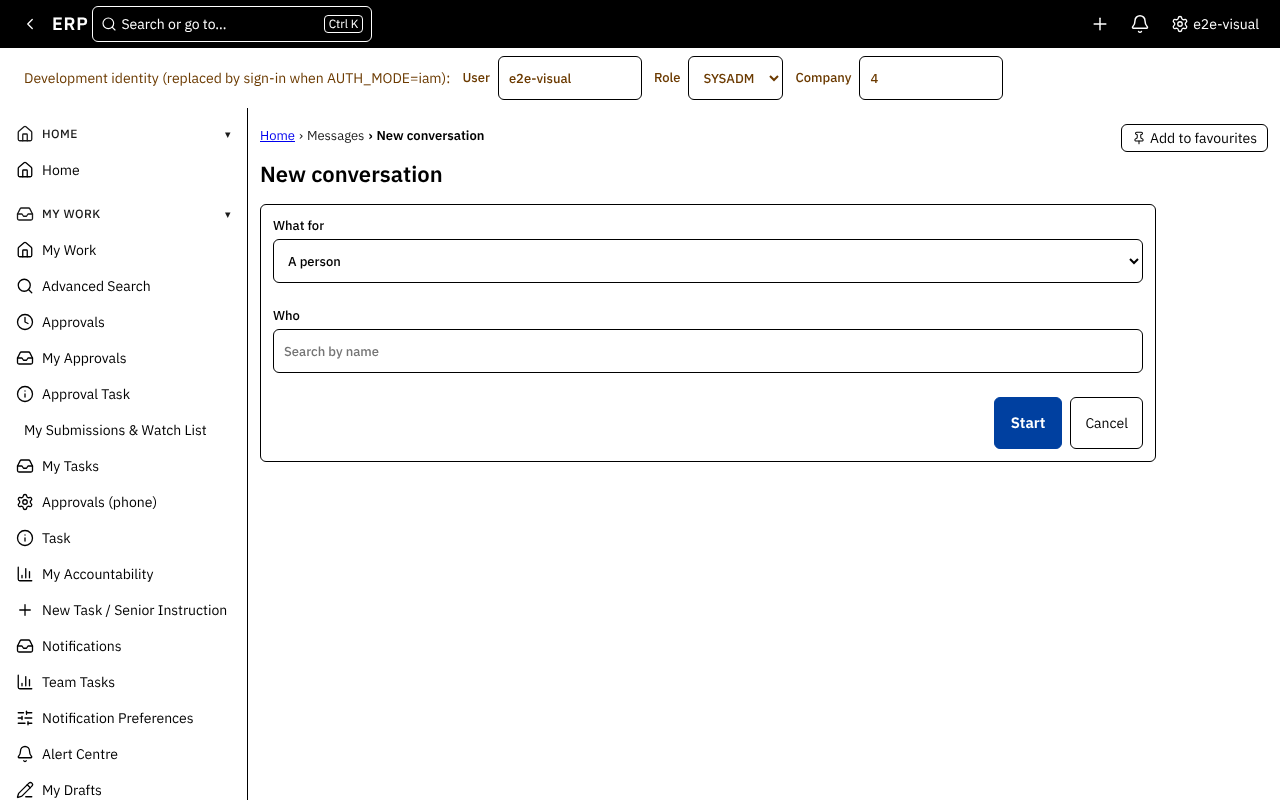 ERP
Search or go to...
Ctrl K
e2e-visual
Development identity (replaced by sign-in when AUTH_MODE=iam):
User
e2e-visual
Role
SYSADM
Company
4
HOME
Home
MY WORK
My Work
Advanced Search
Approvals
My Approvals
Approval Task
My Submissions & Watch List
My Tasks
Approvals (phone)
Task
My Accountability
New Task / Senior Instruction
Notifications
Team Tasks
Notification Preferences
Alert Centre
My Drafts
Home › Messages › New conversation
Add to favourites
New conversation
What for
A person
Who
Search by name
Start
Cancel